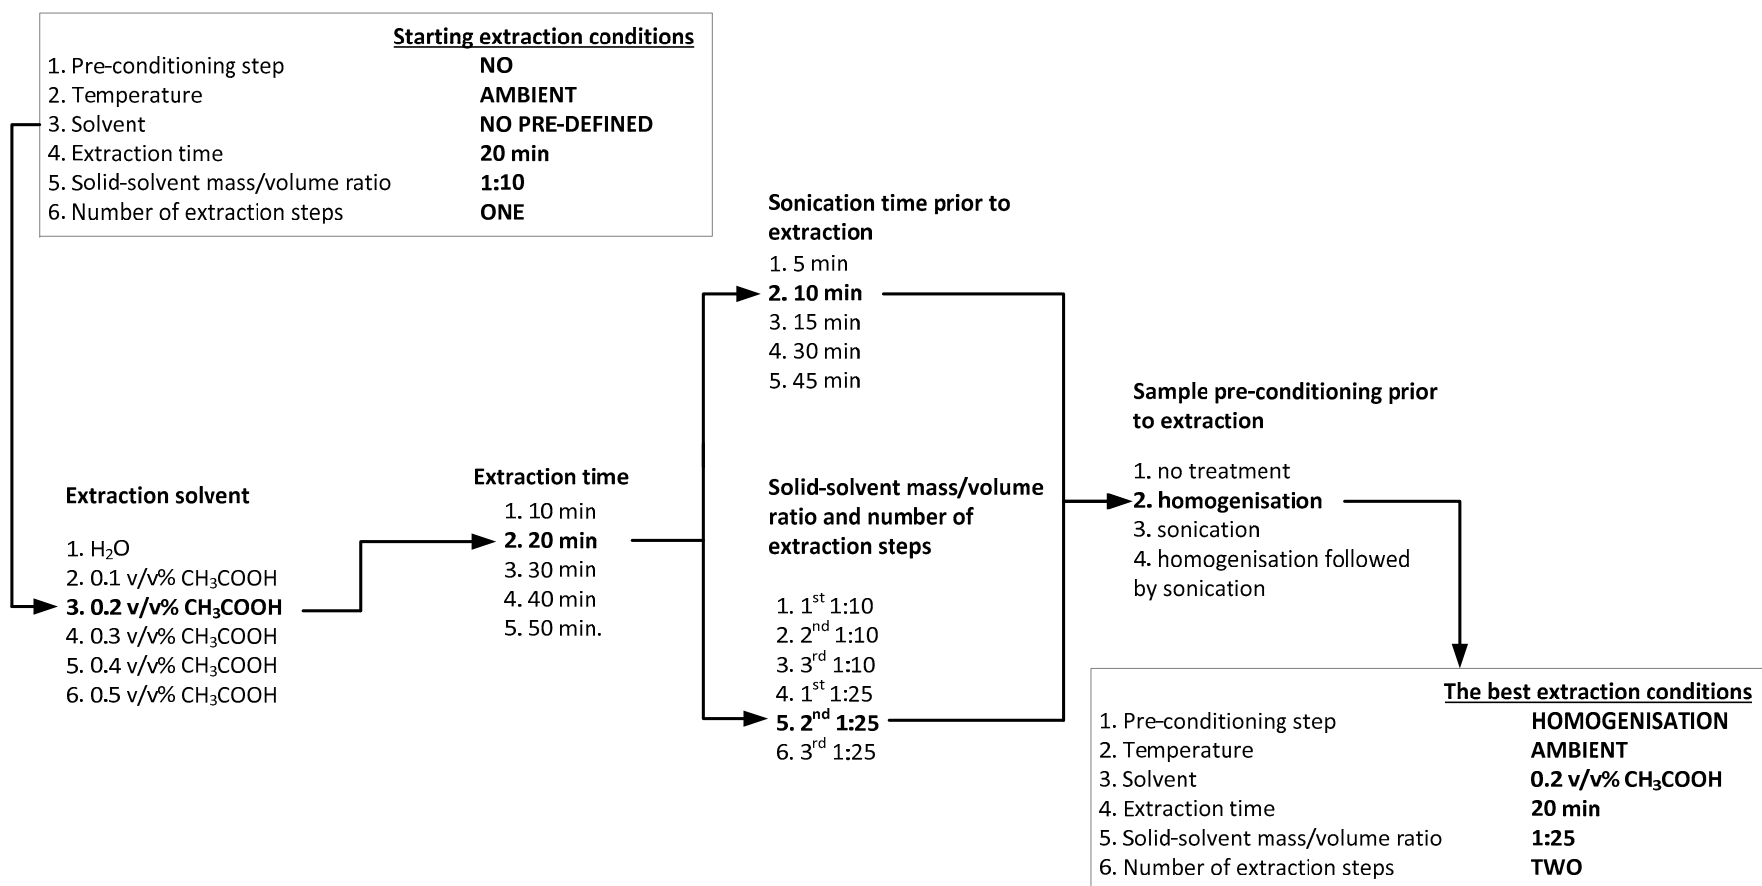 Starting extraction conditions
1. Pre-conditioning step NO
2. Temperature AMBIENT
3. Solvent NO PRE-DEFINED
4. Extraction time 20 min
5. Solid-solvent mass/volume ratio 1:10
6. Number of extraction steps ONE
Extraction solvent
1. H₂O
2. 0.1 v/v% CH₃COOH
3. 0.2 v/v% CH₃COOH
4. 0.3 v/v% CH₃COOH
5. 0.4 v/v% CH₃COOH
6. 0.5 v/v% CH₃COOH
Extraction time
1. 10 min
2. 20 min
3. 30 min
4. 40 min
5. 50 min.
Sonication time prior to
extraction
1. 5 min
2. 10 min
3. 15 min
4. 30 min
5. 45 min
Solid-solvent mass/volume
ratio and number of
extraction steps
1. 1st 1:10
2. 2nd 1:10
3. 3rd 1:10
4. 1st 1:25
5. 2nd 1:25
6. 3rd 1:25
Sample pre-conditioning prior
to extraction
1. no treatment
2. homogenisation
3. sonication
4. homogenisation followed
by sonication
The best extraction conditions
1. Pre-conditioning step HOMOGENISATION
2. Temperature AMBIENT
3. Solvent 0.2 v/v% CH₃COOH
4. Extraction time 20 min
5. Solid-solvent mass/volume ratio 1:25
6. Number of extraction steps TWO